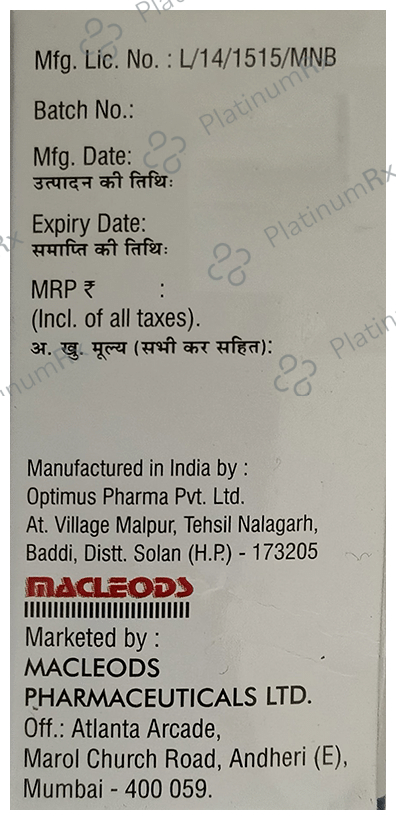 Mfg. Lic. No. : L/14/1515/MNB
Batch No.:
Mfg. Date:
उत्पादन की तिथिः
Expiry Date:
समाप्ति की तिथिः
MRP ₹ :
(Incl. of all taxes).
अ. खु. मूल्य (सभी कर सहित):
Manufactured in India by :
Optimus Pharma Pvt. Ltd.
At. Village Malpur, Tehsil Nalagarh,
Baddi, Distt. Solan (H.P.) - 173205
MACLEODS
Marketed by :
MACLEODS
PHARMACEUTICALS LTD.
Off.: Atlanta Arcade,
Marol Church Road, Andheri (E),
Mumbai - 400 059.
PlatinumRx
PlatinumRx